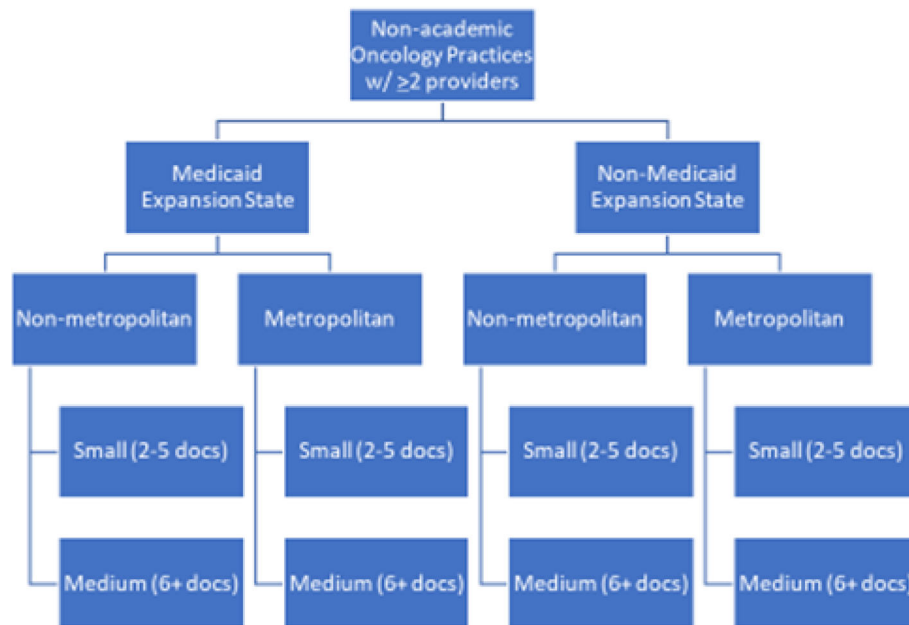 Non-academic
Oncology Practices
w/ ≥2 providers
Medicaid
Expansion State
Non-Medicaid
Expansion State
Non-metropolitan
Metropolitan
Non-metropolitan
Metropolitan
Small (2-5 docs)
Small (2-5 docs)
Small (2-5 docs)
Small (2-5 docs)
Medium (6+ docs)
Medium (6+ docs)
Medium (6+ docs)
Medium (6+ docs)